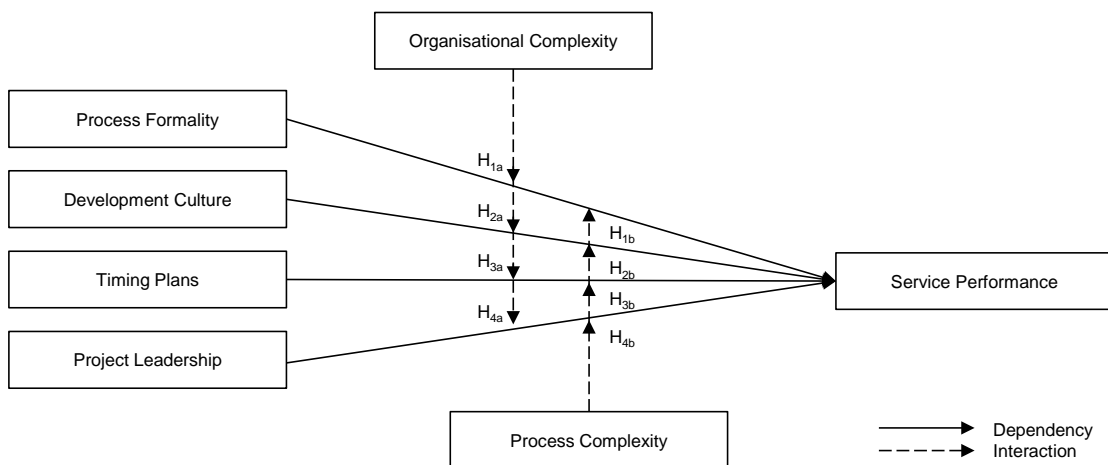 Organisational Complexity
Process Formality
H1a
Development Culture
H2a
H1b
Timing Plans
H3a
H2b
Service Performance
H3b
H4a
H4b
Project Leadership
Process Complexity
Dependency
Interaction